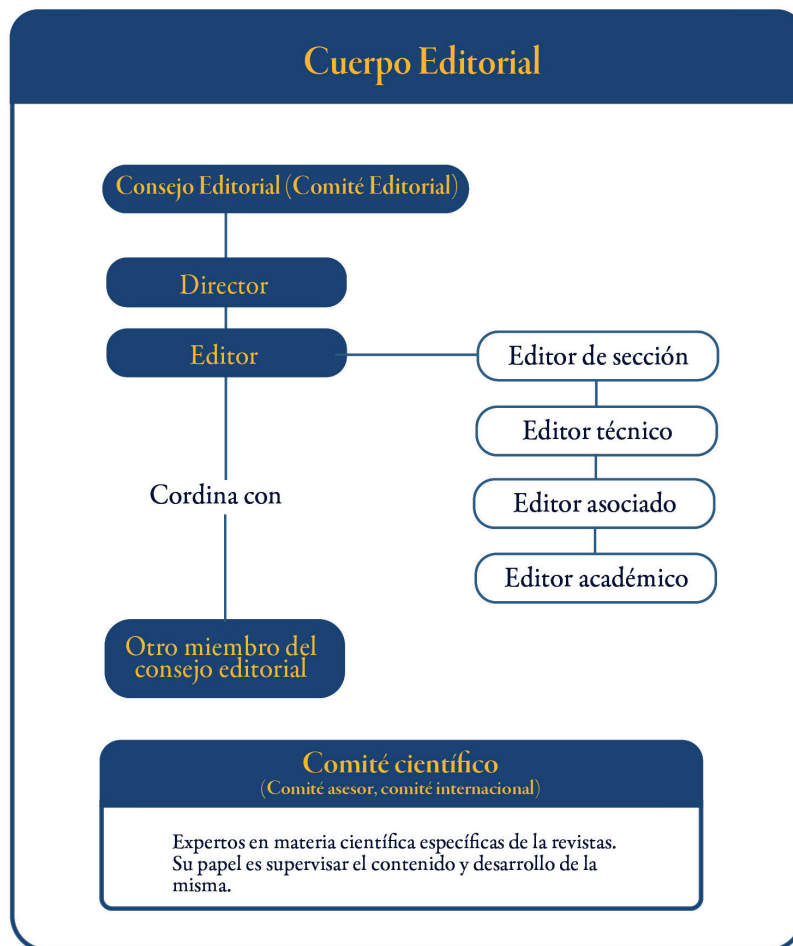 Cuerpo Editorial
Consejo Editorial (Comité Editorial)
Director
Editor
Editor de sección
Editor técnico
Cordina con
Editor asociado
Editor académico
Otro miembro del
consejo editorial
Comité científico
(Comité asesor, comité internacional)
Expertos en materia científica específicas de la revistas.
Su papel es supervisar el contenido y desarrollo de la
misma.